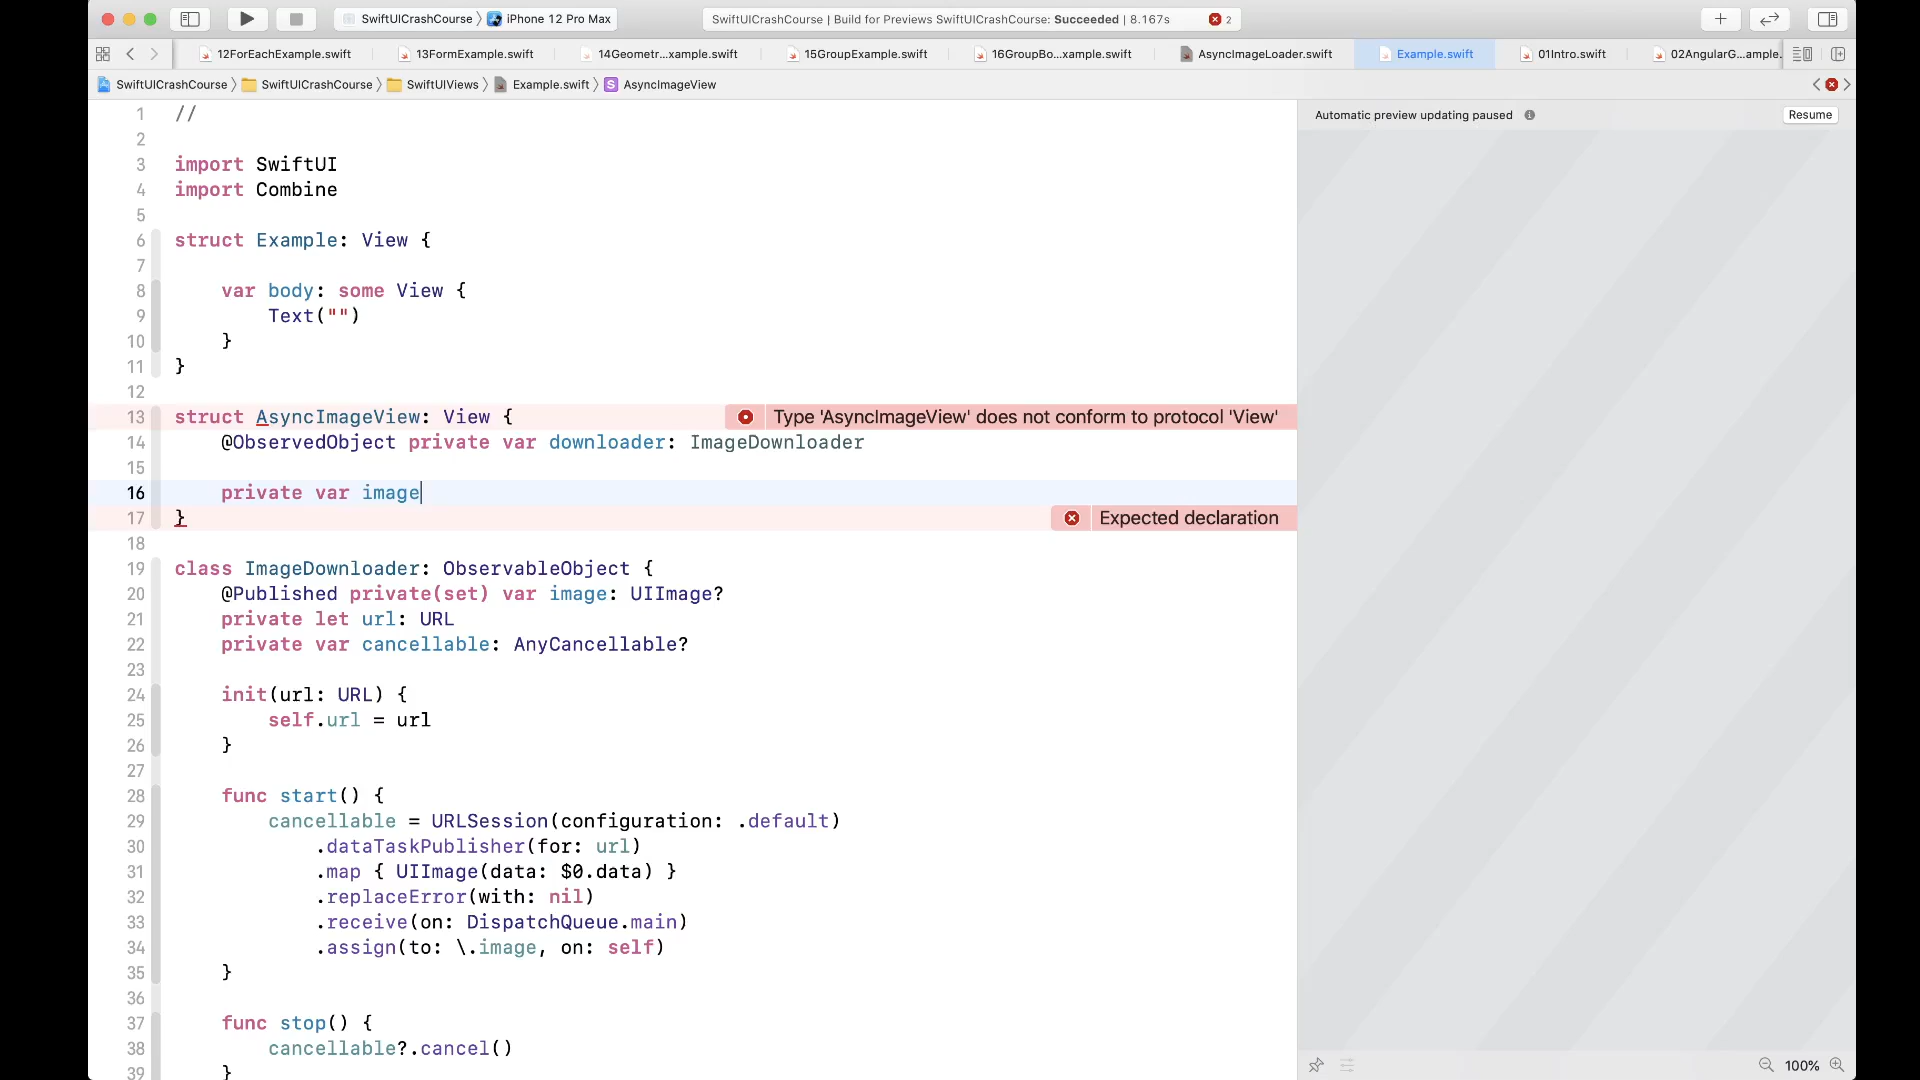 SwiftUICrashCourse 〉 iPhone 12 Pro Max
SwiftUICrashCourse | Build for Previews SwiftUICrashCourse: Succeeded | 8.167s
2
12ForEachExample.swift
13FormExample.swift
14Geometr...xample.swift
15GroupExample.swift
16GroupBo...xample.swift
AsyncImageLoader.swift
Example.swift
01Intro.swift
02AngularG...ample.
SwiftUICrashCourse 〉 SwiftUICrashCourse 〉 SwiftUIViews 〉 Example.swift 〉 S AsyncImageView
Automatic preview updating paused
Resume
1 //
2
3 import SwiftUI
4 import Combine
5
6 struct Example: View {
7
8 var body: some View {
9 Text("")
10 }
11 }
12
13 struct AsyncImageView: View { Type 'AsyncImageView' does not conform to protocol 'View'
14 @ObservedObject private var downloader: ImageDownloader
15
16 private var image
17 } Expected declaration
18
19 class ImageDownloader: ObservableObject {
20 @Published private(set) var image: UIImage?
21 private let url: URL
22 private var cancellable: AnyCancellable?
23
24 init(url: URL) {
25 self.url = url
26 }
27
28 func start() {
29 cancellable = URLSession(configuration: .default)
30 .dataTaskPublisher(for: url)
31 .map { UIImage(data: $0.data) }
32 .replaceError(with: nil)
33 .receive(on: DispatchQueue.main)
34 .assign(to: \.image, on: self)
35 }
36
37 func stop() {
38 cancellable?.cancel()
39 }
100%